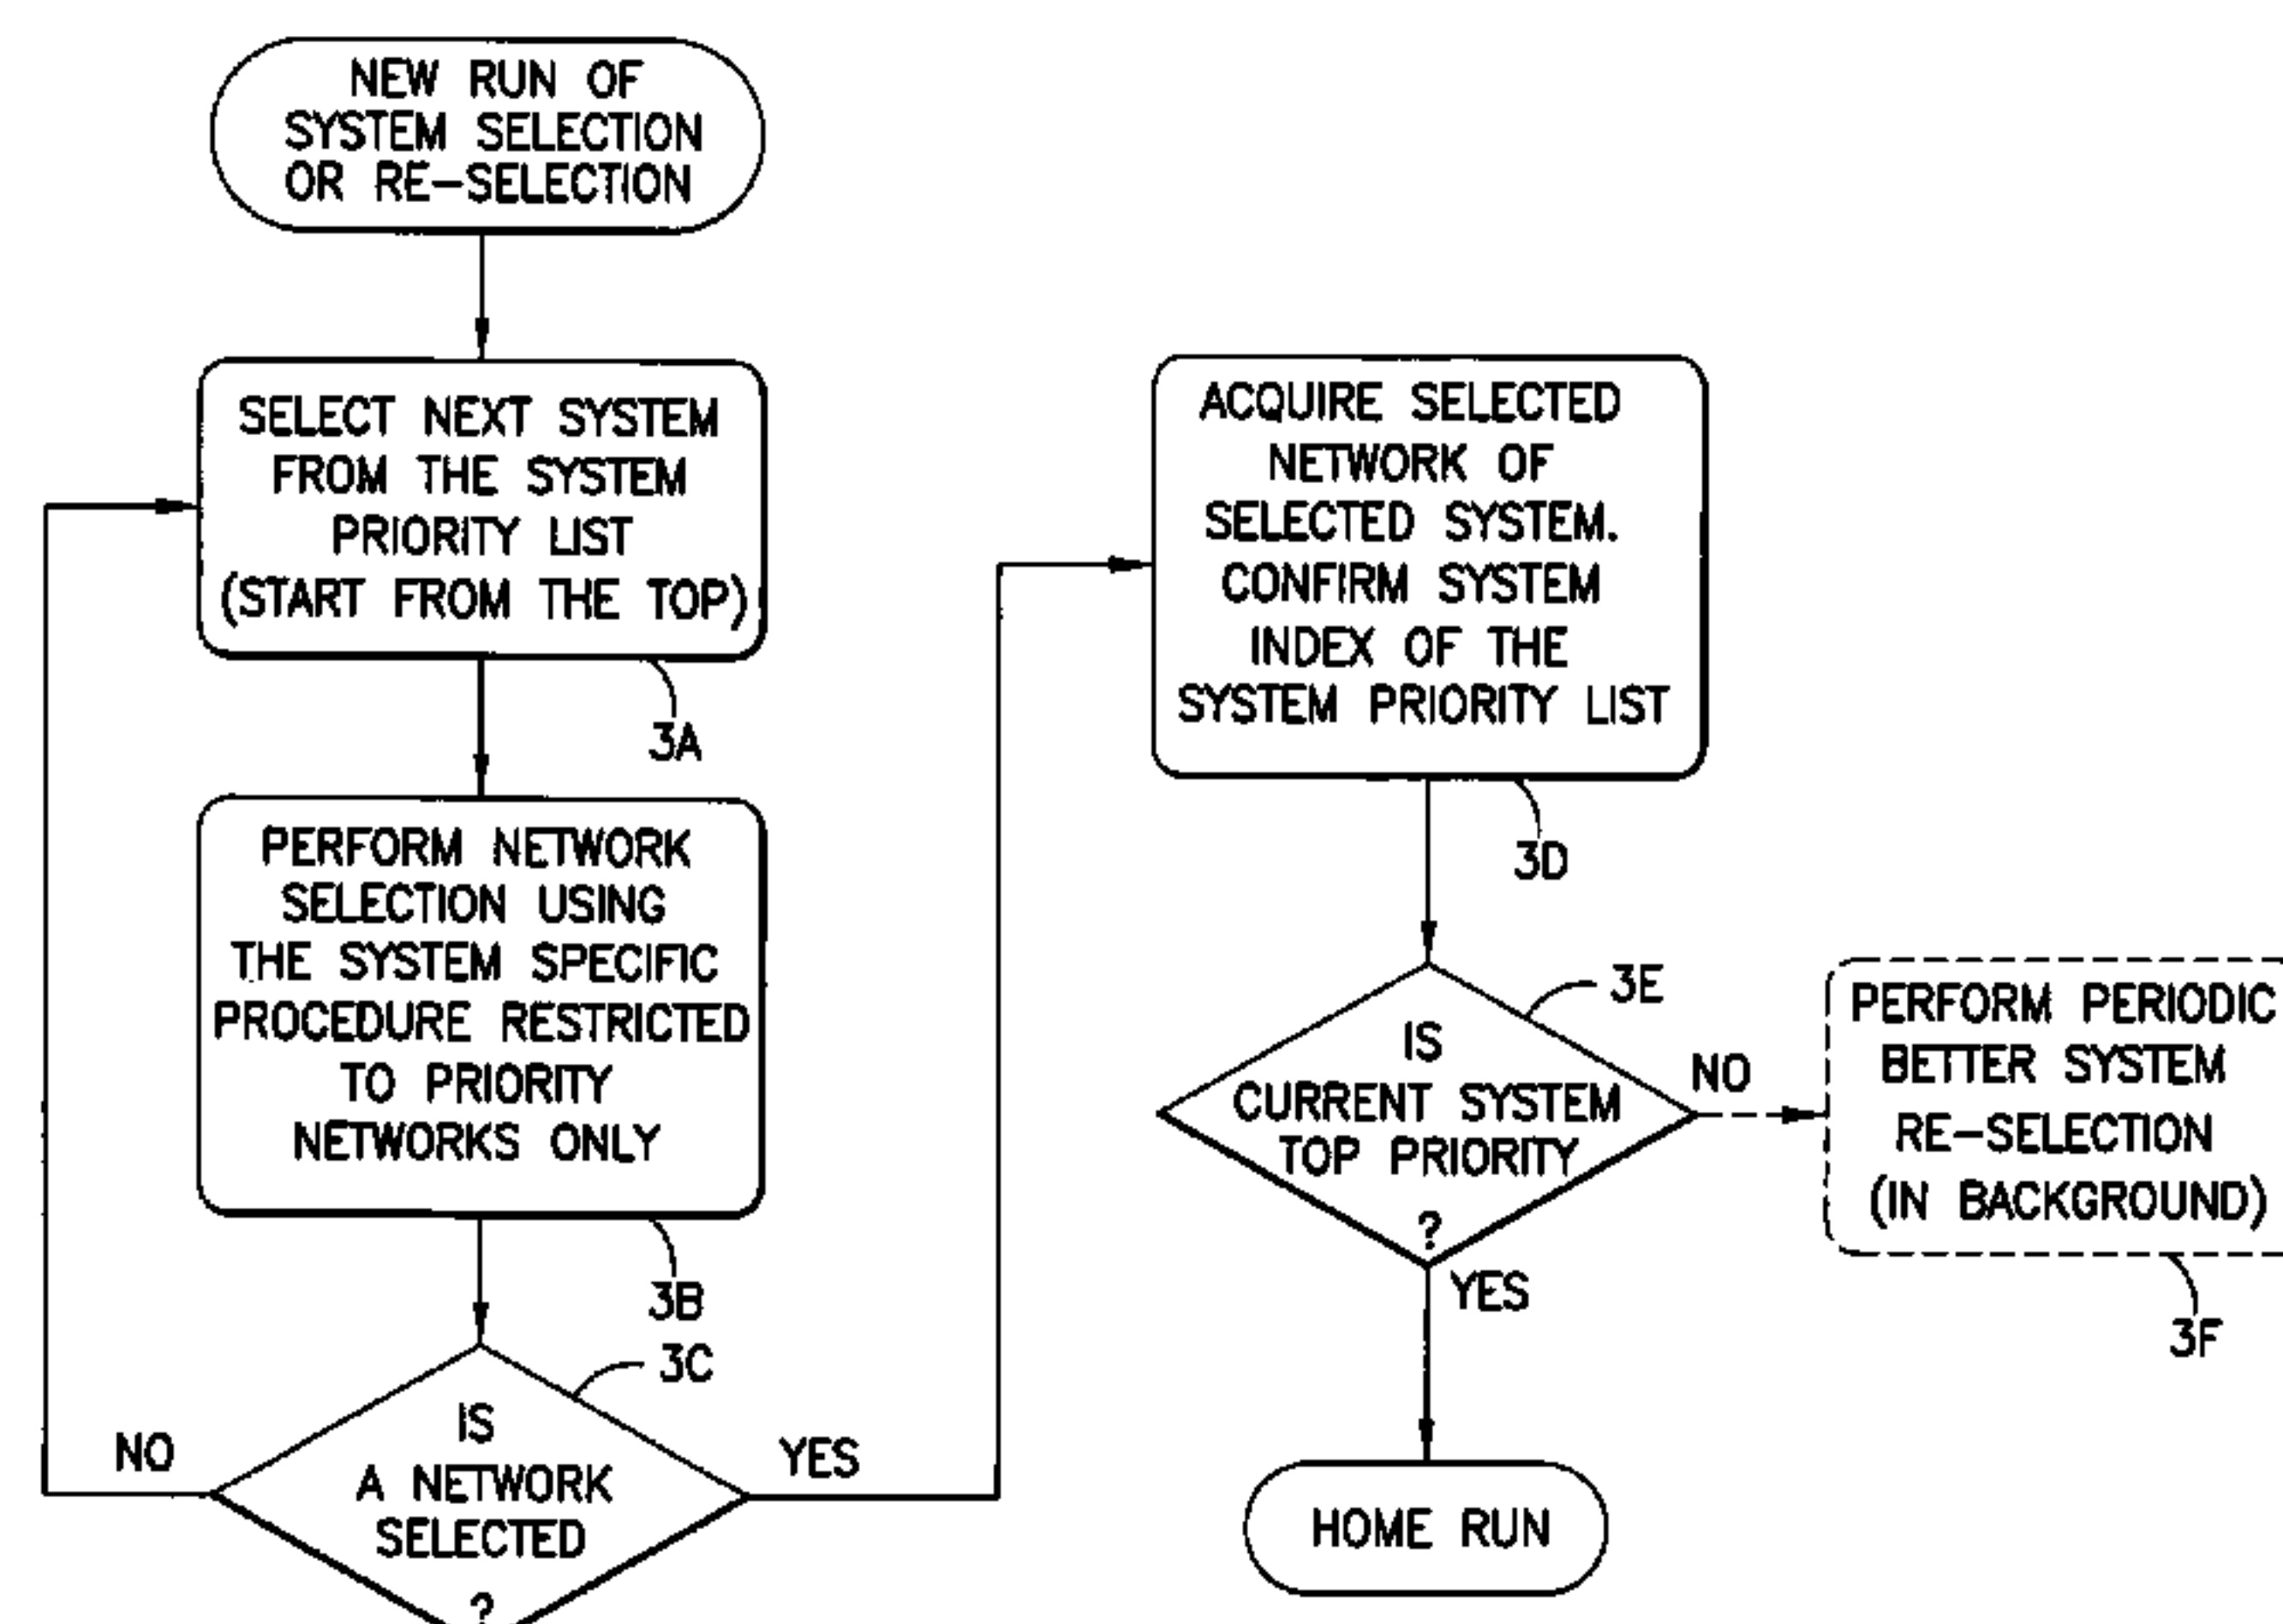 NEW RUN OF
SYSTEM SELECTION
OR RE-SELECTION
SELECT NEXT SYSTEM
FROM THE SYSTEM
PRIORITY LIST
(START FROM THE TOP)
3A
PERFORM NETWORK
SELECTION USING
THE SYSTEM SPECIFIC
PROCEDURE RESTRICTED
TO PRIORITY
NETWORKS ONLY
3B
3C
IS
A NETWORK
SELECTED
?
NO
YES
ACQUIRE SELECTED
NETWORK OF
SELECTED SYSTEM.
CONFIRM SYSTEM
INDEX OF THE
SYSTEM PRIORITY LIST
3D
3E
IS
CURRENT SYSTEM
TOP PRIORITY
?
NO
YES
PERFORM PERIODIC
BETTER SYSTEM
RE-SELECTION
(IN BACKGROUND)
3F
HOME RUN